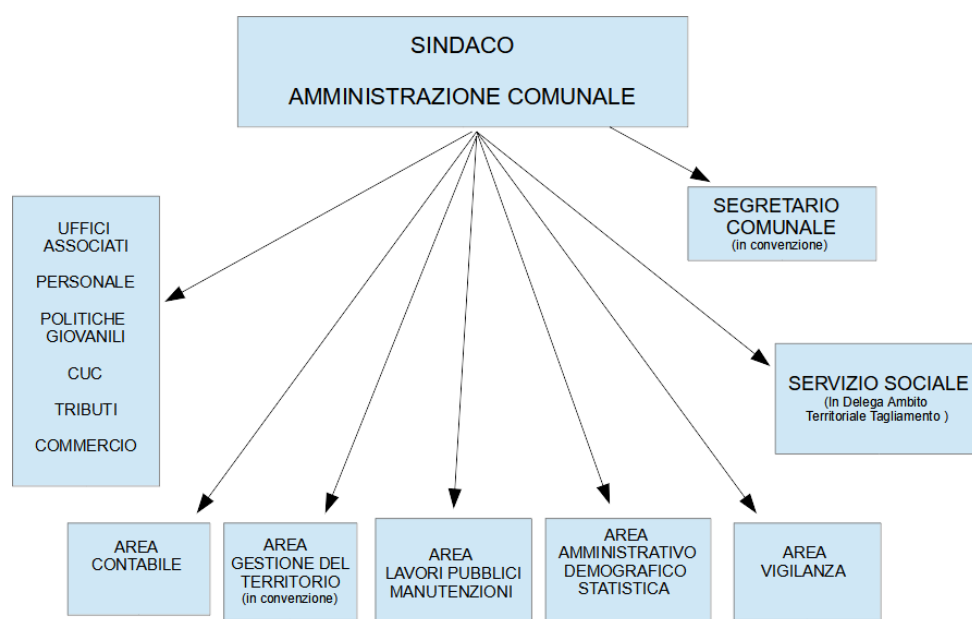 SINDACO
AMMINISTRAZIONE COMUNALE
SEGRETARIO
COMUNALE
(in convenzione)
UFFICI
ASSOCIATI
PERSONALE
POLITICHE
GIOVANILI
CUC
TRIBUTI
COMMERCIO
SERVIZIO SOCIALE
(In Delega Ambito
Territoriale Tagliamento )
AREA
CONTABILE
AREA
GESTIONE DEL
TERRITORIO
(in convenzione)
AREA
LAVORI PUBBLICI
MANUTENZIONI
AREA
AMMINISTRATIVO
DEMOGRAFICO
STATISTICA
AREA
VIGILANZA